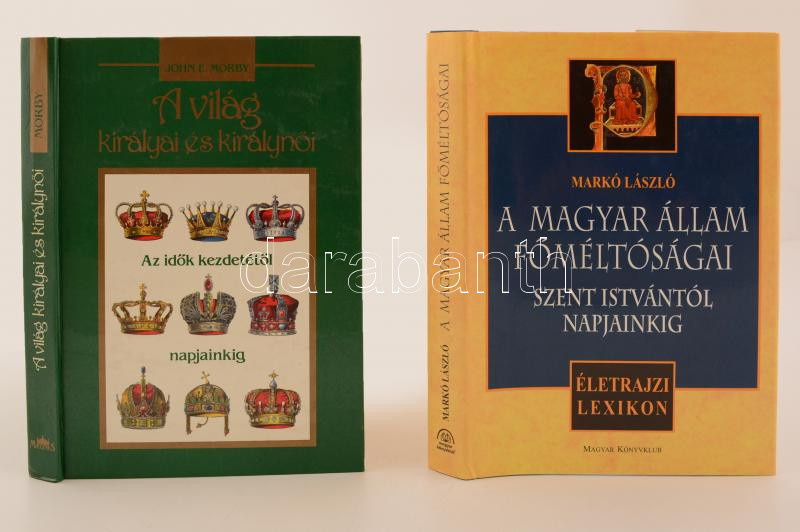 JOHN E. MORBY
A világ
királyai és királynői
Az idők kezdetétől
napjainkig
MORBY
A világ királyai és királynői
MARKÓ LÁSZLÓ
A MAGYAR ÁLLAM
FŐMÉLTÓSÁGAI
SZENT ISTVÁNTÓL
NAPJAINKIG
ÉLETRAJZI
LEXIKON
MAGYAR KÖNYVKLUB
MARKÓ LÁSZLÓ A MAGYAR ÁLLAM FŐMÉLTÓSÁGAI
darabanth